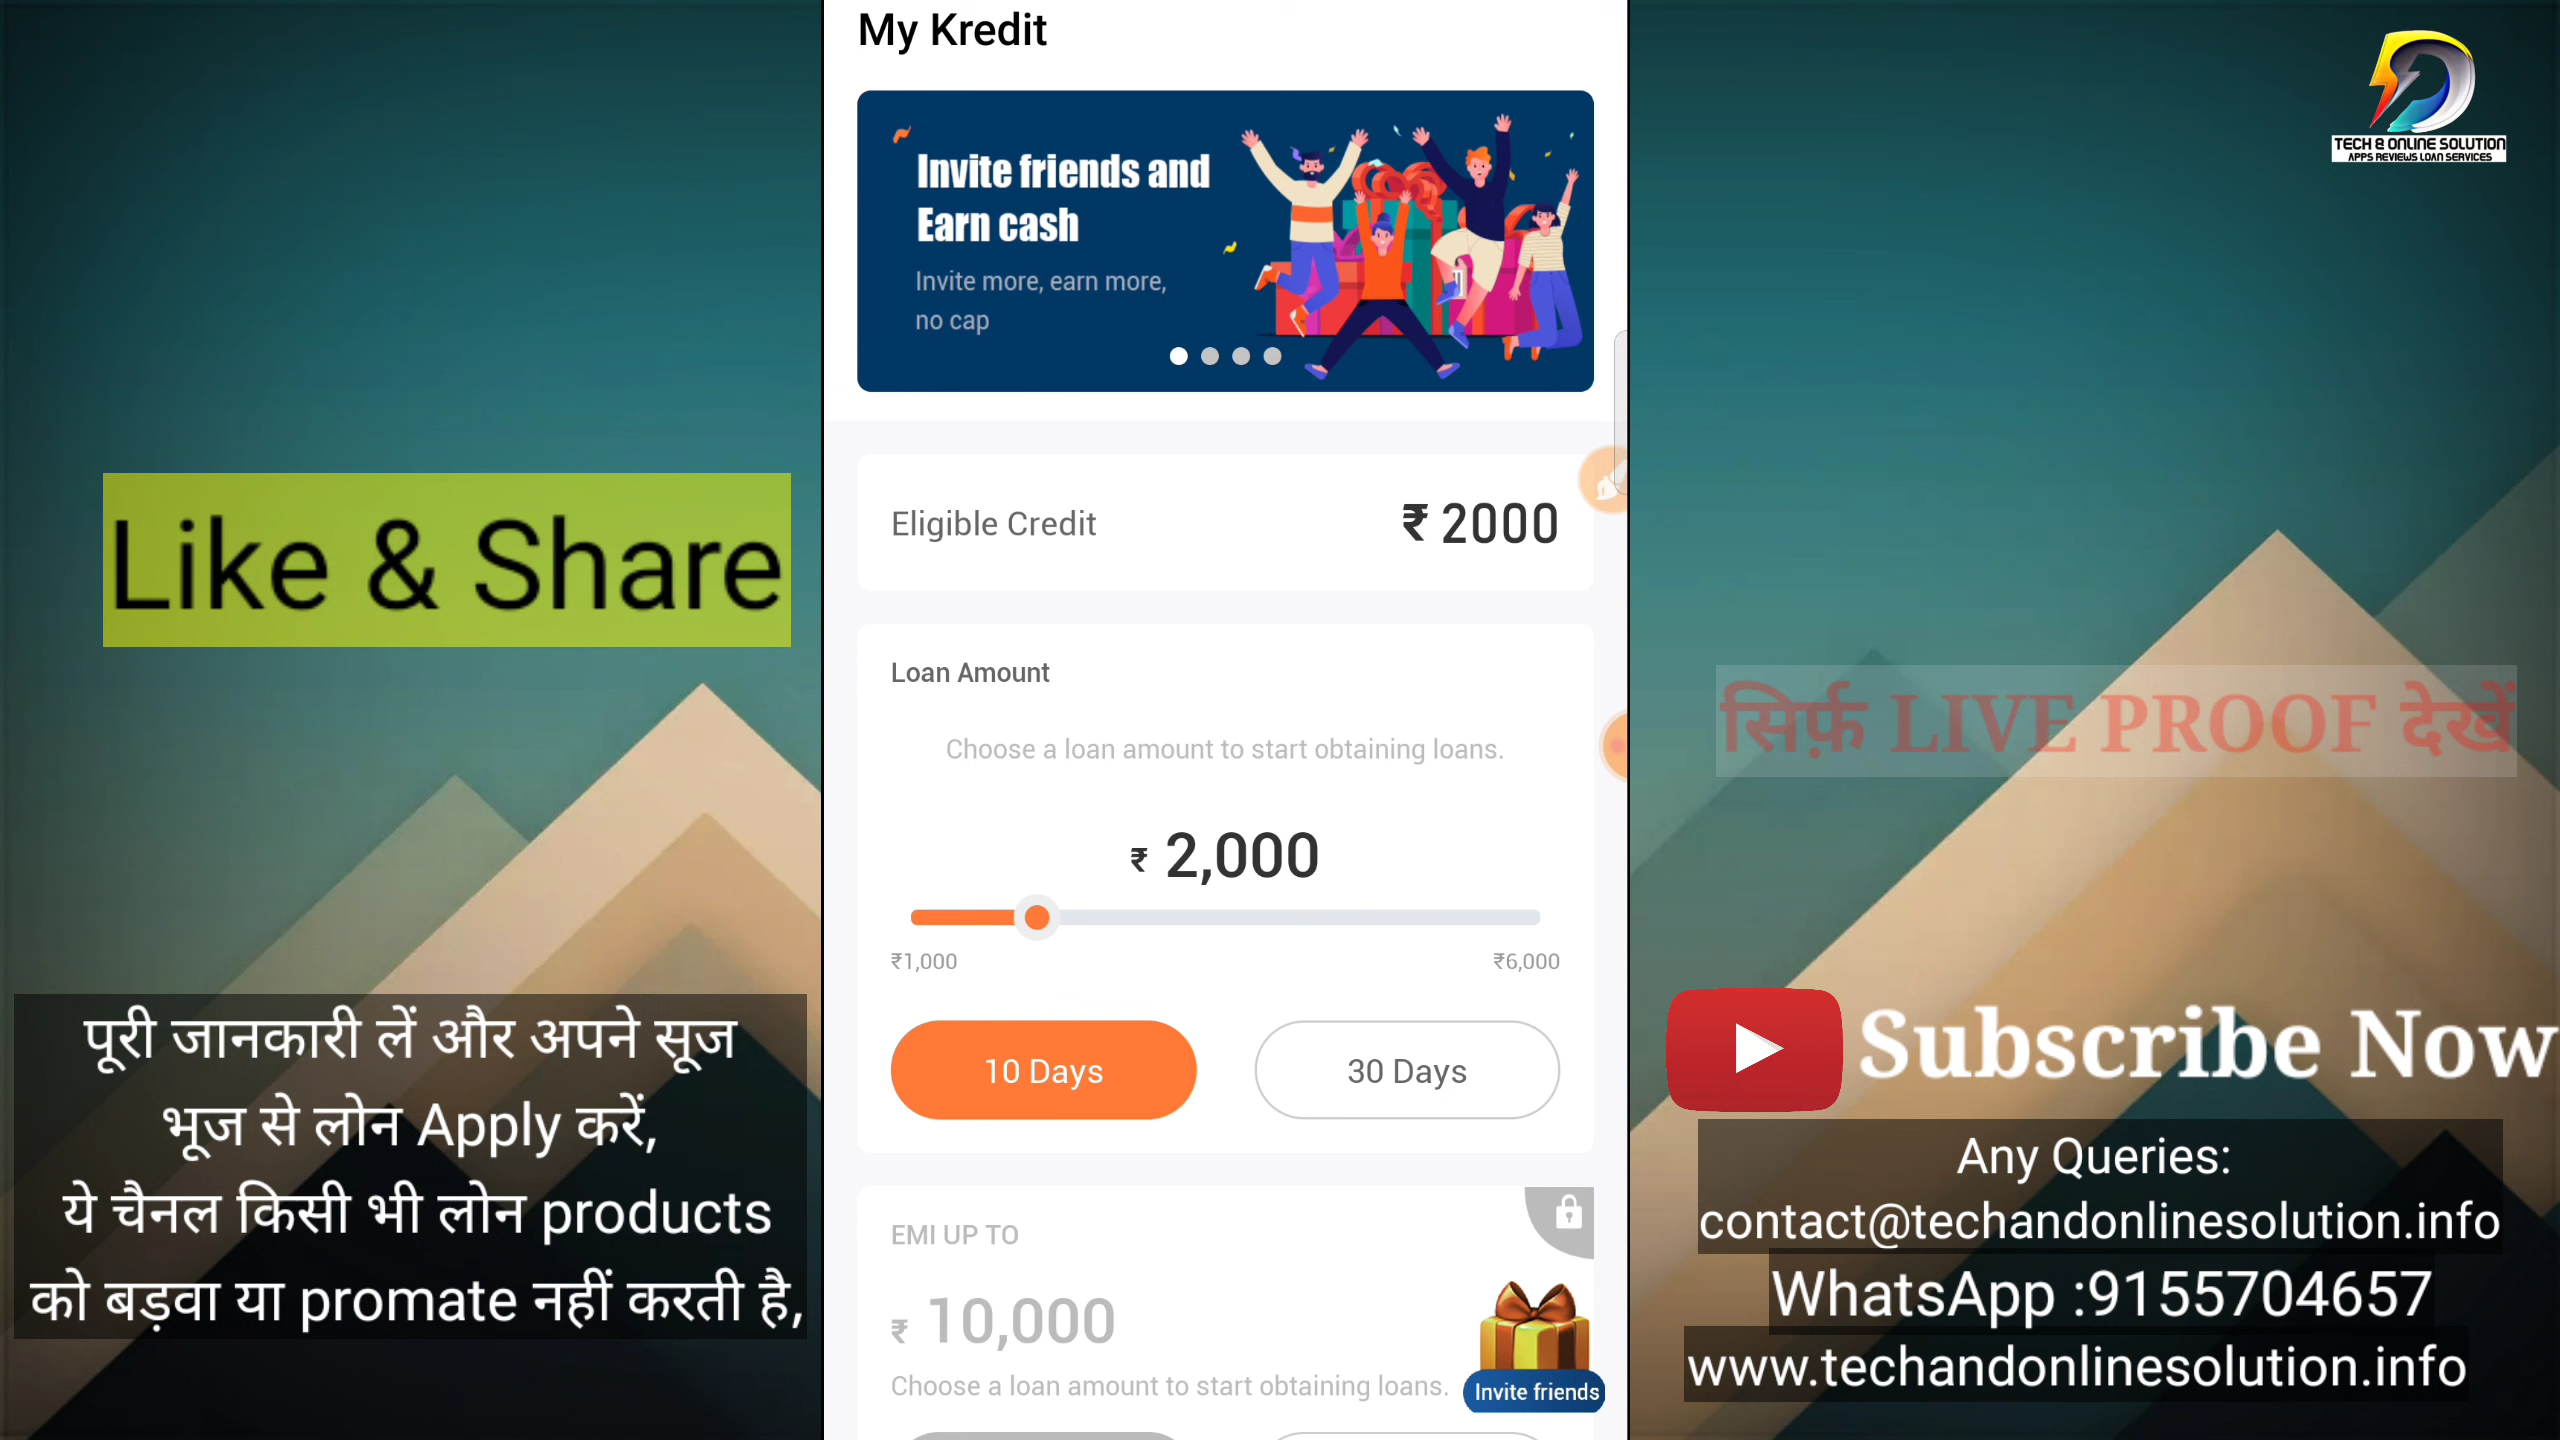 My Kredit
TECH & ONLINE SOLUTION
APPS REVIEWS LOAN SERVICES
Invite friends and
Earn cash
Invite more, earn more,
no cap
Eligible Credit
₹ 2000
Like & Share
Loan Amount
Choose a loan amount to start obtaining loans.
सिर्फ़ LIVE PROOF देखें
₹ 2,000
₹1,000
₹6,000
10 Days
30 Days
पूरी जानकारी लें और अपने सूज
भूज से लोन Apply करें,
ये चैनल किसी भी लोन products
को बड़वा या promate नहीं करती है,
Subscribe Now
Any Queries:
contact@techandonlinesolution.info
WhatsApp :9155704657
www.techandonlinesolution.info
EMI UP TO
₹ 10,000
Choose a loan amount to start obtaining loans.
Invite friends